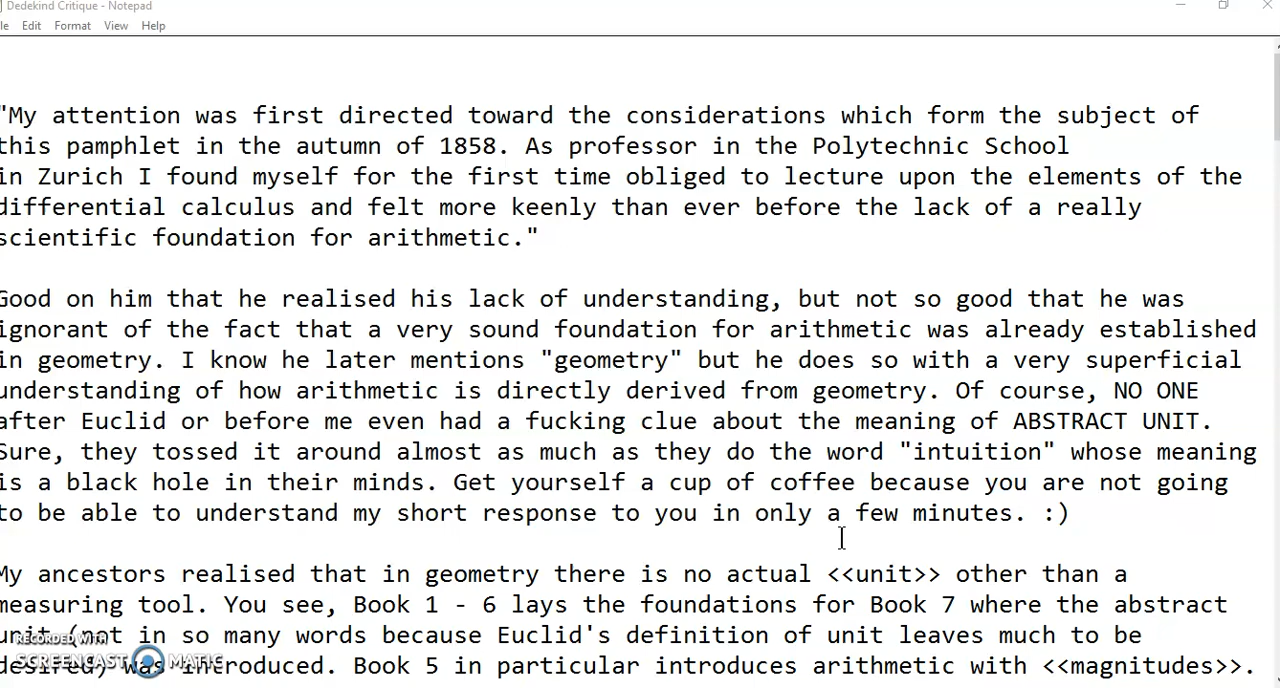 Dedekind Critique - Notepad
le Edit Format View Help
"My attention was first directed toward the considerations which form the subject of
this pamphlet in the autumn of 1858. As professor in the Polytechnic School
in Zurich I found myself for the first time obliged to lecture upon the elements of the
differential calculus and felt more keenly than ever before the lack of a really
scientific foundation for arithmetic."
Good on him that he realised his lack of understanding, but not so good that he was
ignorant of the fact that a very sound foundation for arithmetic was already established
in geometry. I know he later mentions "geometry" but he does so with a very superficial
understanding of how arithmetic is directly derived from geometry. Of course, NO ONE
after Euclid or before me even had a fucking clue about the meaning of ABSTRACT UNIT.
Sure, they tossed it around almost as much as they do the word "intuition" whose meaning
is a black hole in their minds. Get yourself a cup of coffee because you are not going
to be able to understand my short response to you in only a few minutes. :)
My ancestors realised that in geometry there is no actual <<unit>> other than a
measuring tool. You see, Book 1 - 6 lays the foundations for Book 7 where the abstract
unit (not in so many words because Euclid's definition of unit leaves much to be
desired) was introduced. Book 5 in particular introduces arithmetic with <<magnitudes>>.
RECORDED WITH
SCREENCAST MATIC